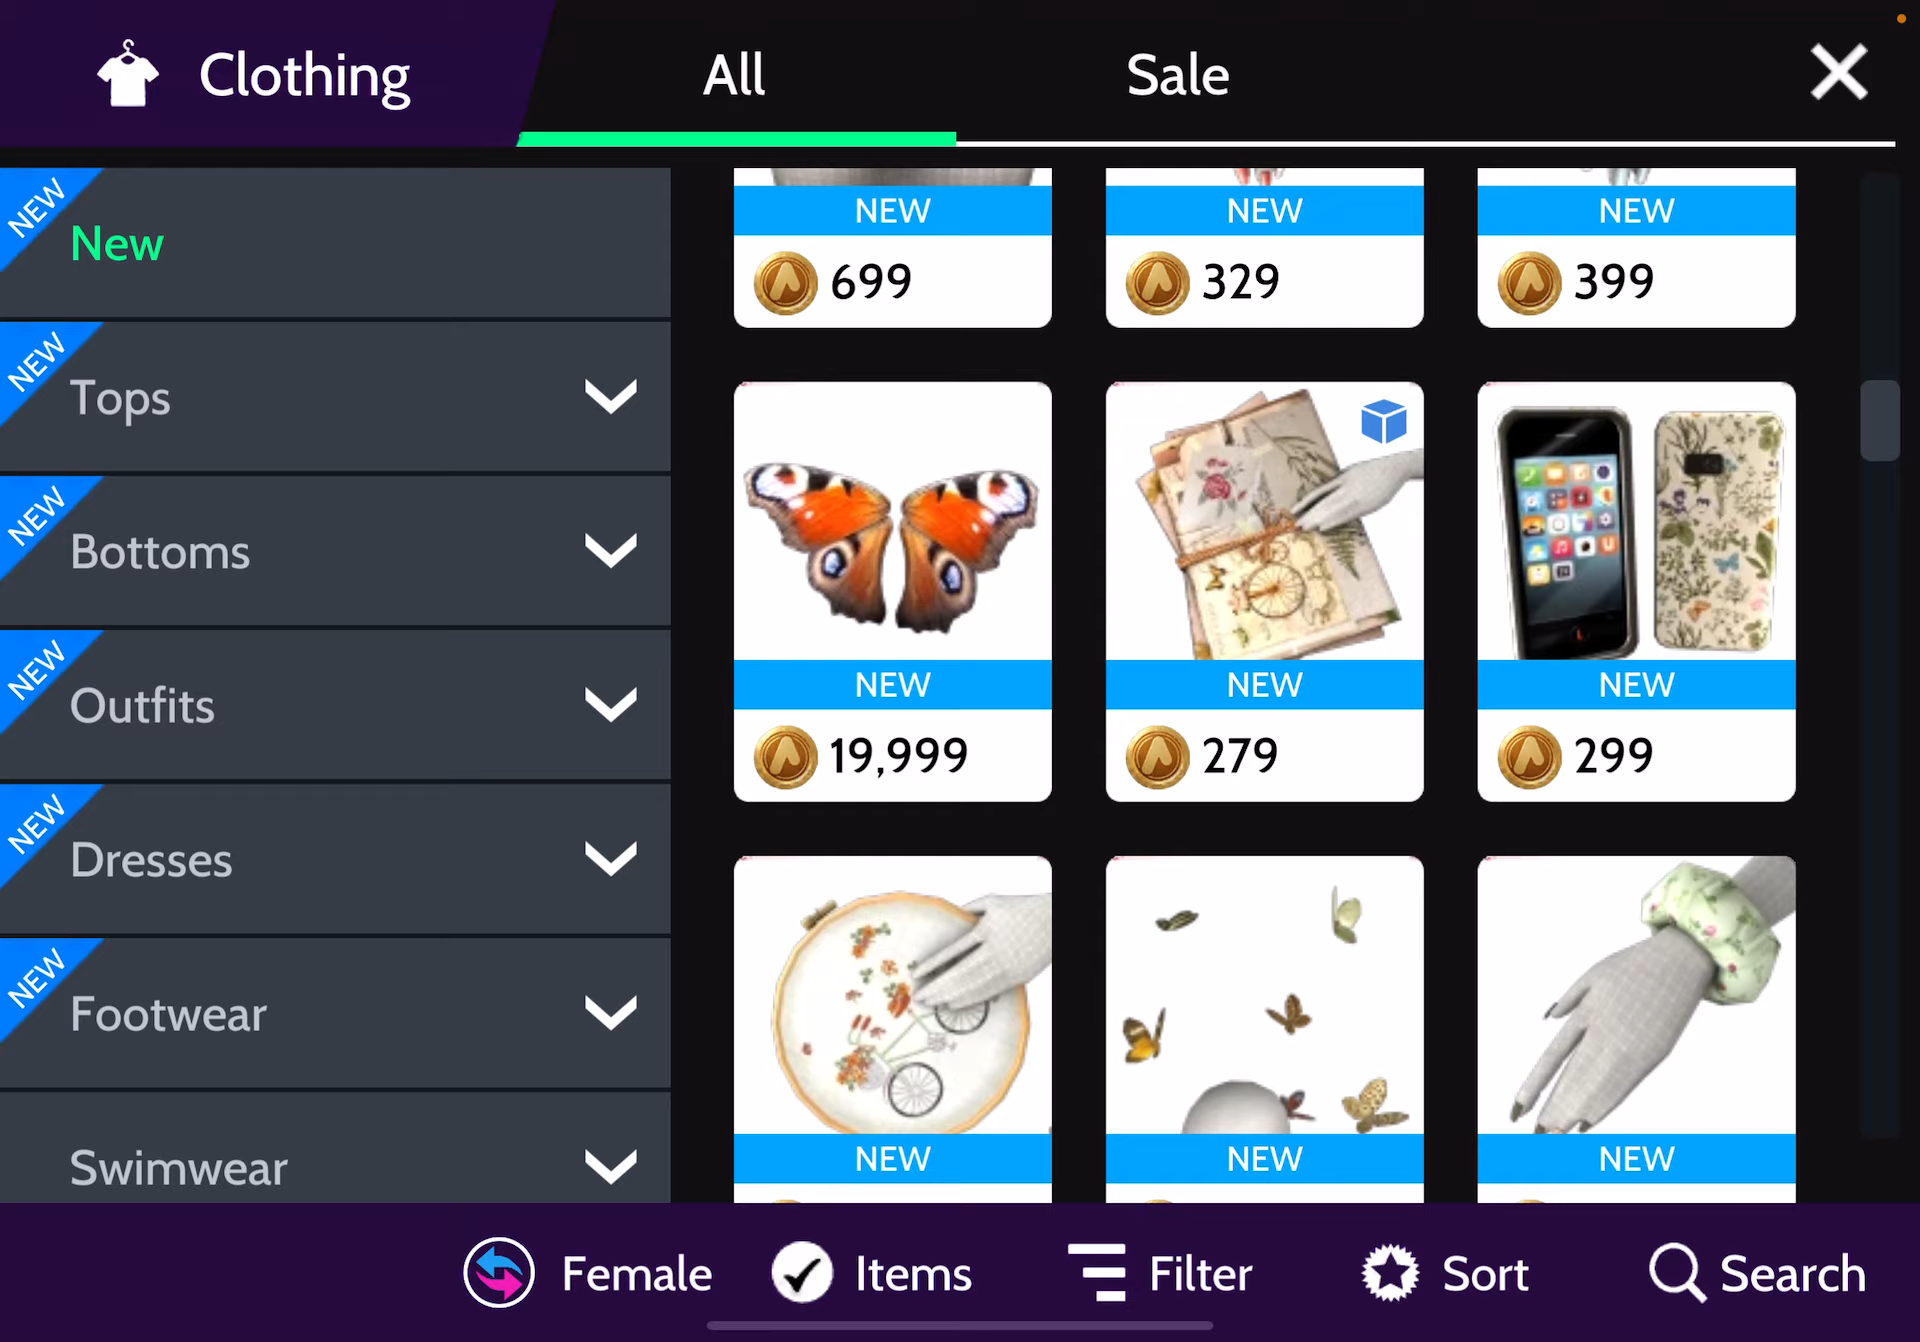 Clothing
All
Sale
NEW
New
NEW
Tops
NEW
Bottoms
NEW
Outfits
NEW
Dresses
NEW
Footwear
Swimwear
NEW
NEW
NEW
699
329
399
NEW
NEW
NEW
19,999
279
299
NEW
NEW
NEW
Female
Items
Filter
Sort
Search